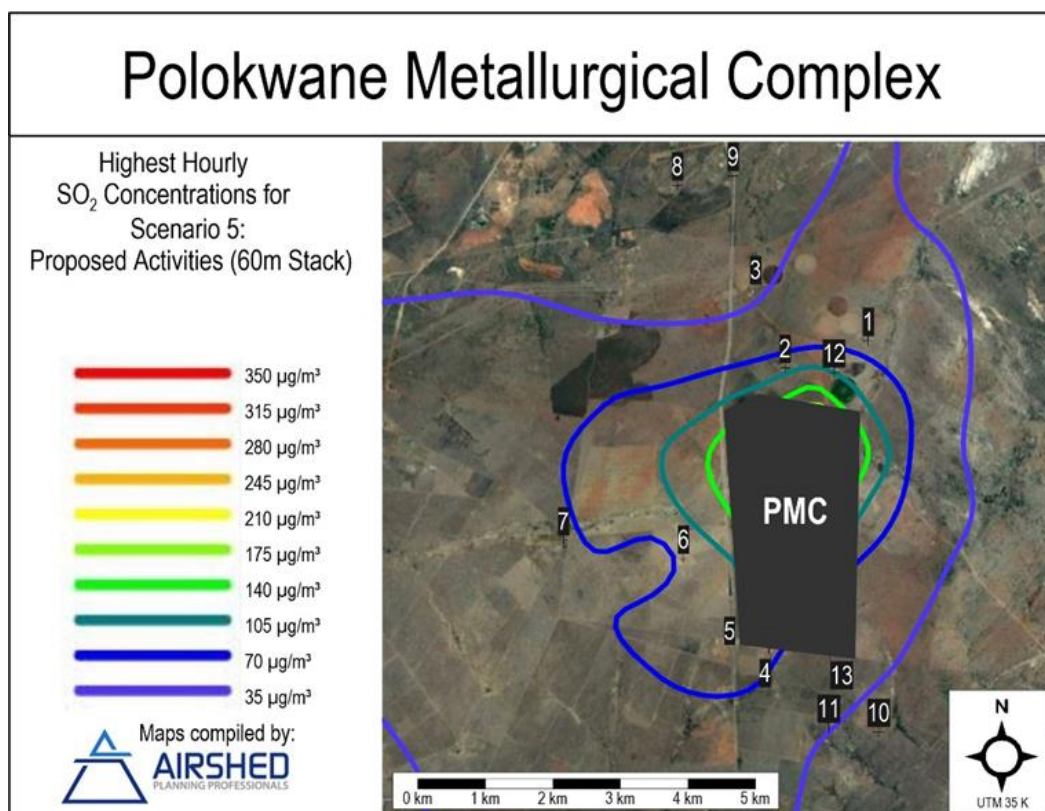 Polokwane Metallurgical Complex
Highest Hourly
SO₂ Concentrations for
Scenario 5:
Proposed Activities (60m Stack)
350 µg/m³
315 µg/m³
280 µg/m³
245 µg/m³
210 µg/m³
175 µg/m³
140 µg/m³
105 µg/m³
70 µg/m³
35 µg/m³
Maps compiled by:
AIRSHED
PLANNING PROFESSIONALS
8
9
3
1
2
12
PMC
7
6
5
4
13
11
10
N
UTM 35 K
0 km 1 km 2 km 3 km 4 km 5 km